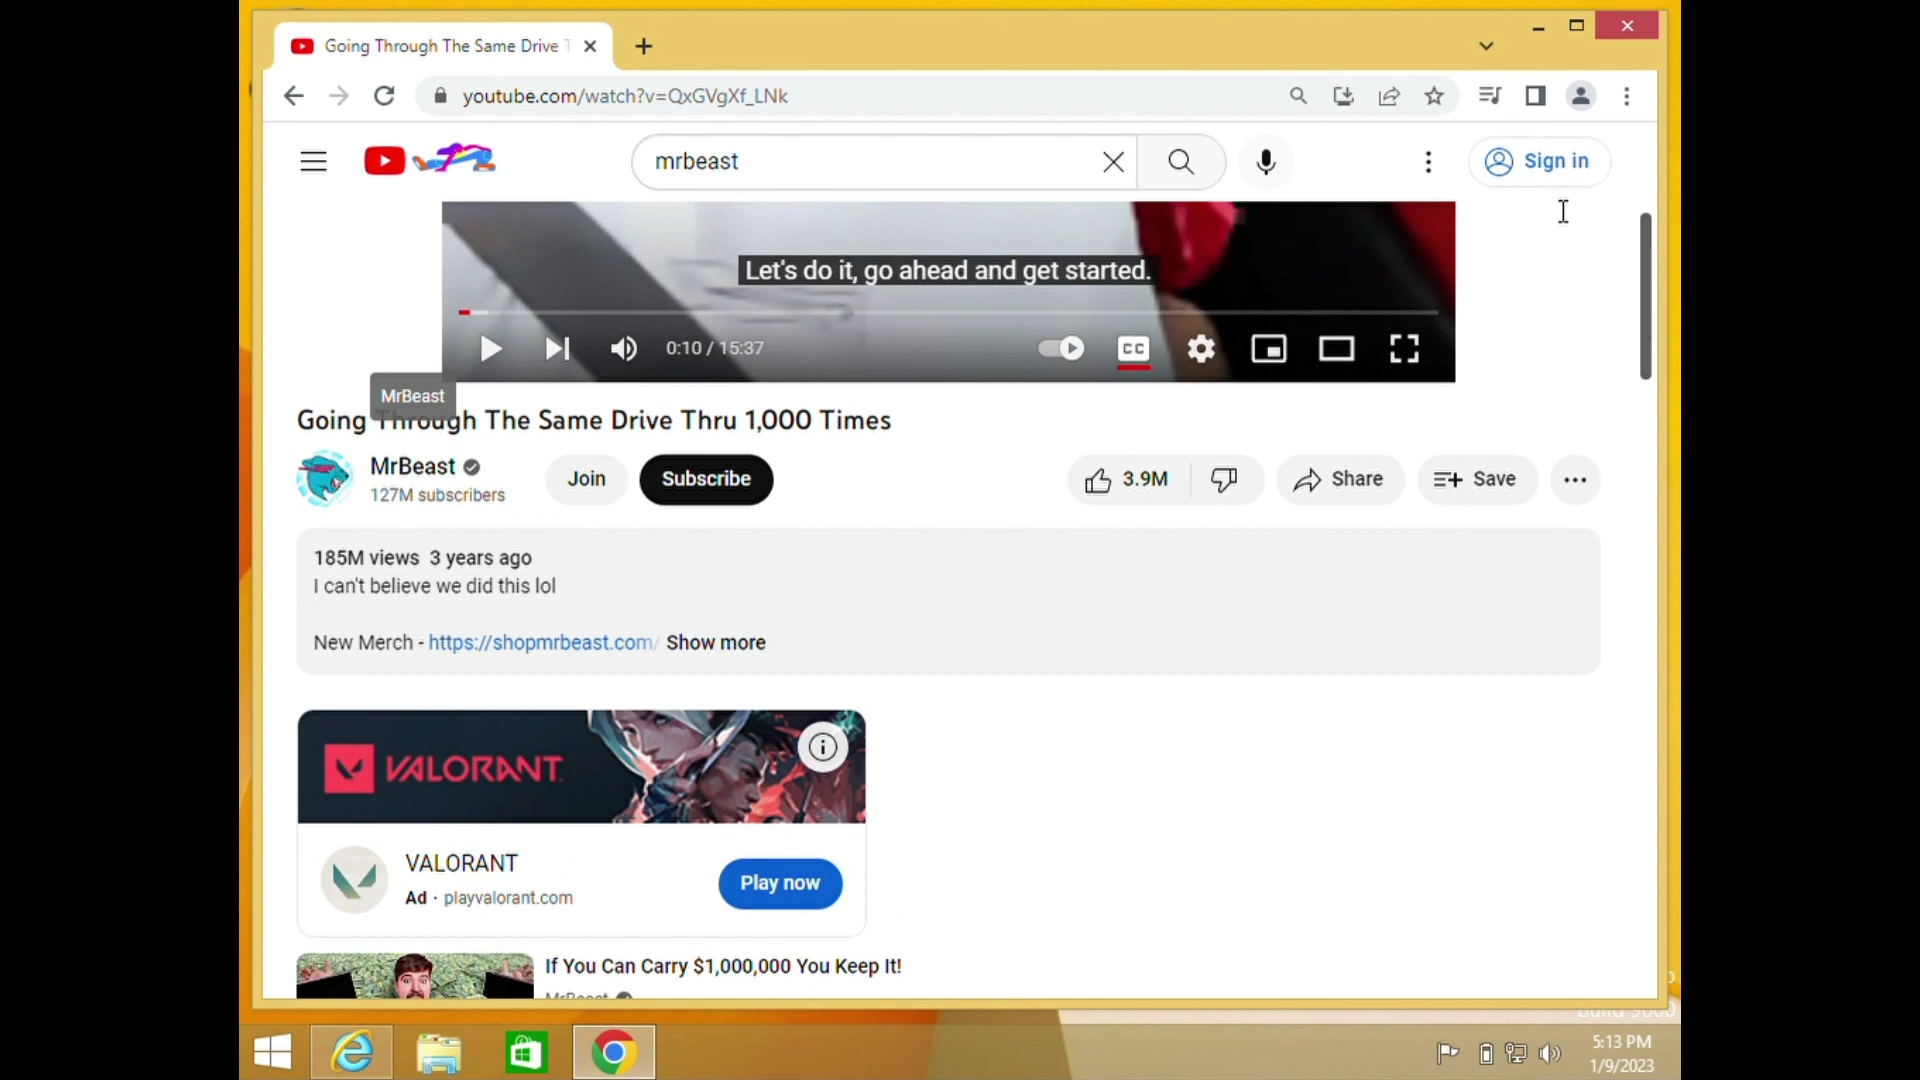 Going Through The Same Drive T
youtube.com/watch?v=QxGVgXf_LNk
mrbeast
Sign in
Let's do it, go ahead and get started.
0:10 / 15:37
CC
MrBeast
Going Through The Same Drive Thru 1,000 Times
MrBeast
127M subscribers
Join
Subscribe
3.9M
Share
Save
185M views 3 years ago
I can't believe we did this lol
New Merch - https://shopmrbeast.com/ Show more
VALORANT
VALORANT
Ad · playvalorant.com
Play now
If You Can Carry $1,000,000 You Keep It!
MrBeast
Build 9600
5:13 PM
1/9/2023